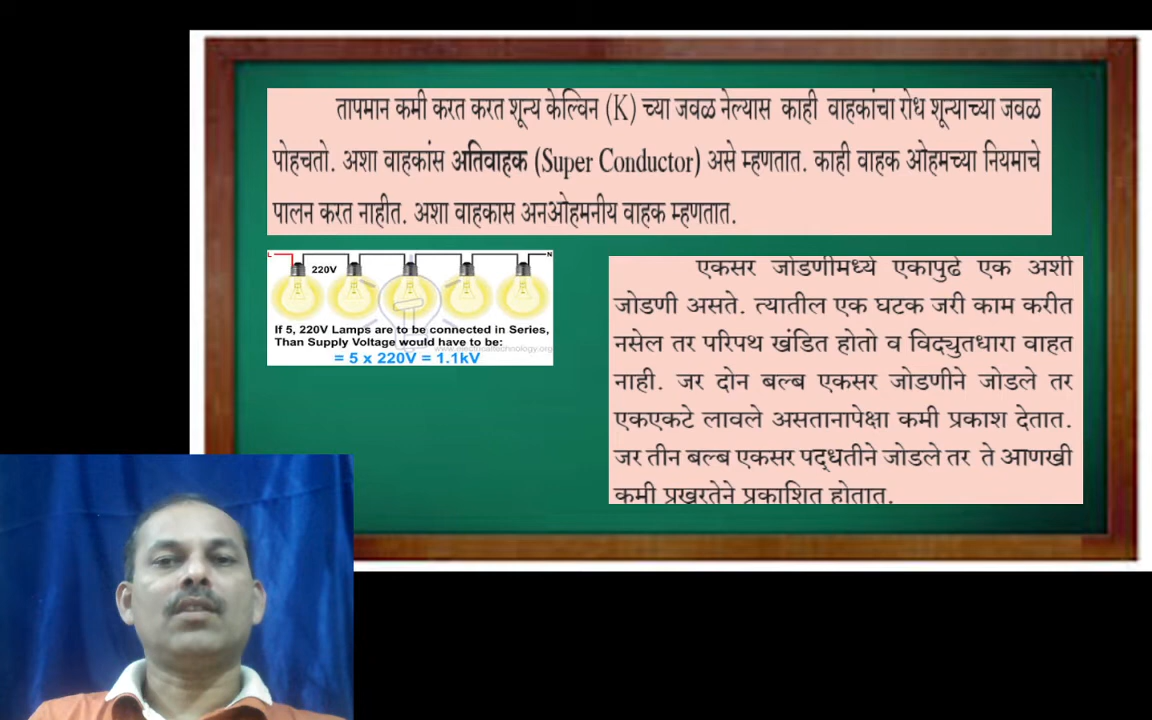 तापमान कमी करत करत शून्य केल्विन (K) च्या जवळ नेल्यास काही वाहकांचा रोध शून्याच्या जवळ
पोहचतो. अशा वाहकांस अतिवाहक (Super Conductor) असे म्हणतात. काही वाहक ओहमच्या नियमाचे
पालन करत नाहीत. अशा वाहकास अनओहमनीय वाहक म्हणतात.
L
N
220V
If 5, 220V Lamps are to be connected in Series,
Than Supply Voltage would have to be:
www.electricaltechnology.org
= 5 x 220V = 1.1kV
एकसर जोडणीमध्ये एकापुढे एक अशी
जोडणी असते. त्यातील एक घटक जरी काम करीत
नसेल तर परिपथ खंडित होतो व विद्युतधारा वाहत
नाही. जर दोन बल्ब एकसर जोडणीने जोडले तर
एकएकटे लावले असतानापेक्षा कमी प्रकाश देतात.
जर तीन बल्ब एकसर पद्धतीने जोडले तर ते आणखी
कमी प्रखरतेने प्रकाशित होतात.